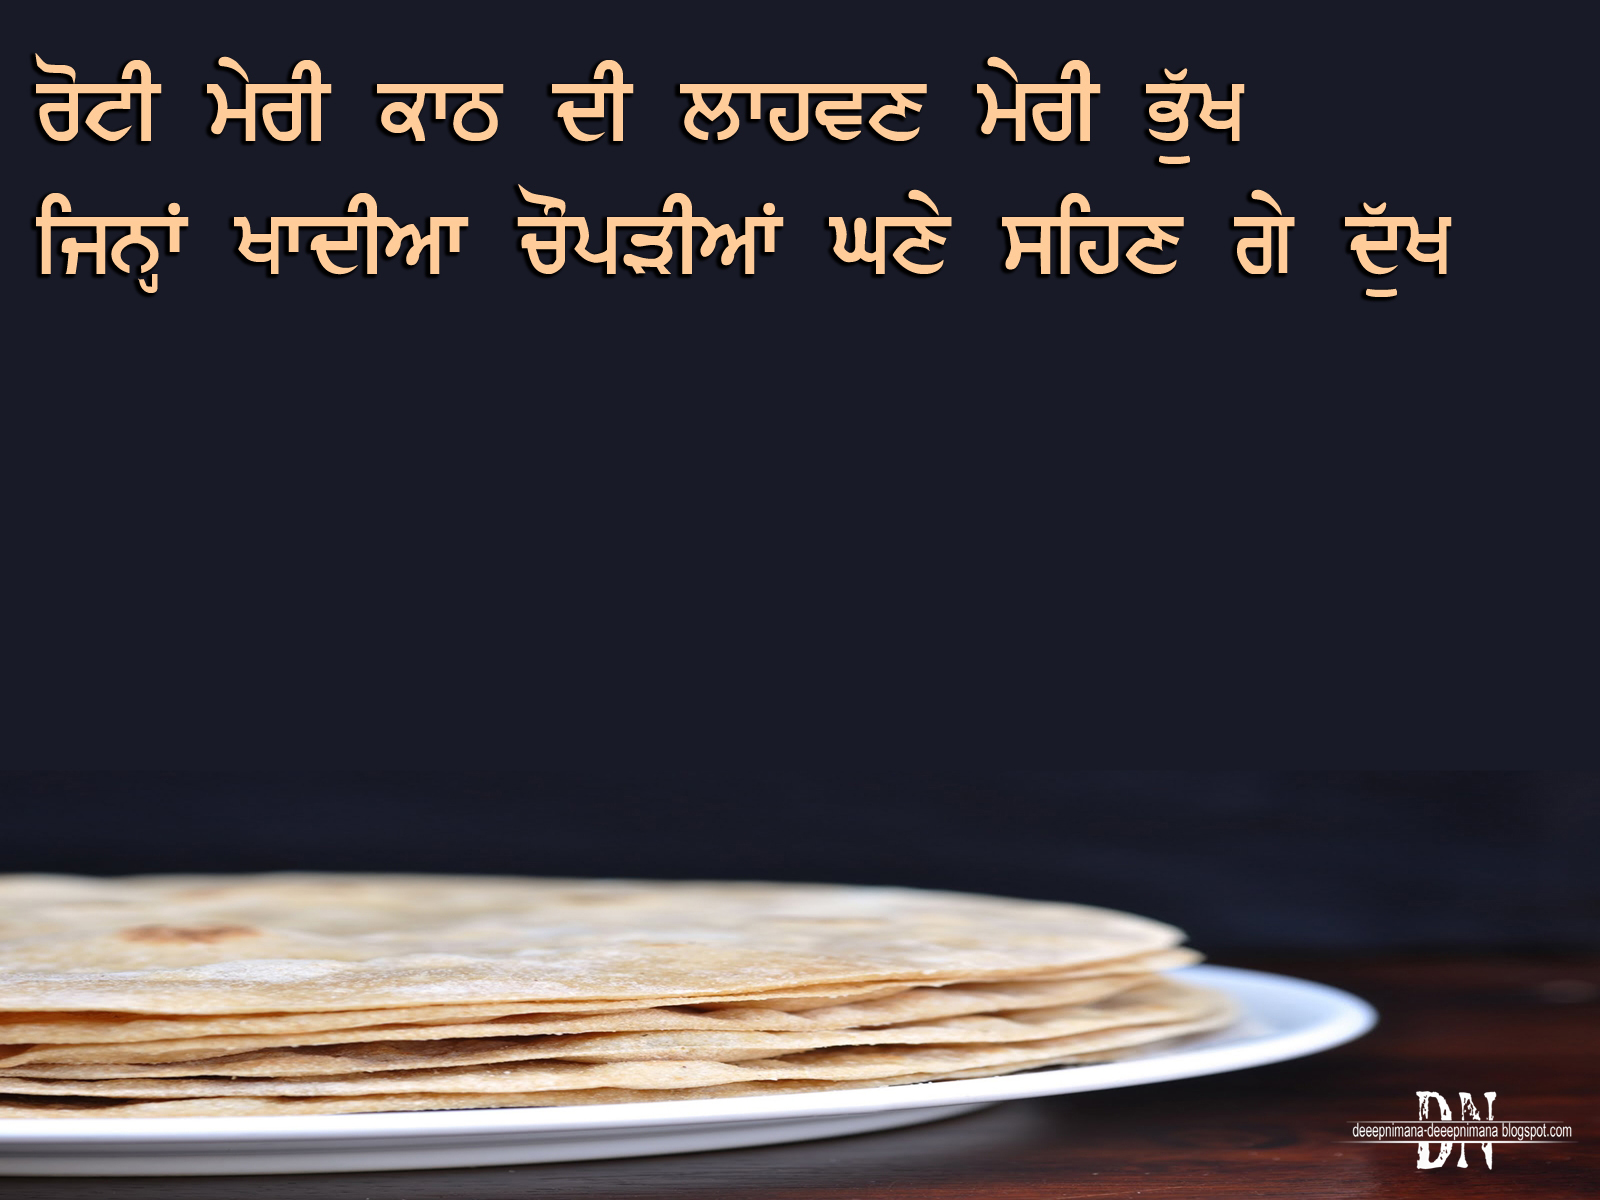 ਰੋਟੀ ਮੇਰੀ ਕਾਠ ਦੀ ਲਾਹਵਣ ਮੇਰੀ ਭੁੱਖ
ਜਿਨ੍ਹਾਂ ਖਾਦੀਆ ਚੌਪੜੀਆਂ ਘਣੇ ਸਹਿਣ ਗੇ ਦੁੱਖ
DN
deeepnimana-deeepnimana blogspot.com